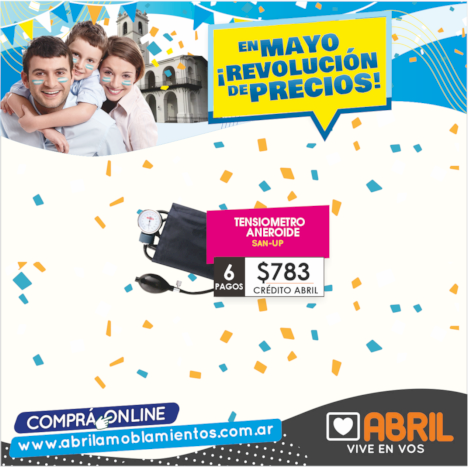 EN MAYO
¡REVOLUCIÓN
DE PRECIOS!
TENSIOMETRO
ANEROIDE
SAN-UP
6
PAGOS
$783
CRÉDITO ABRIL
COMPRÁ ONLINE
www.abrilamoblamientos.com.ar
ABRIL
VIVE EN VOS